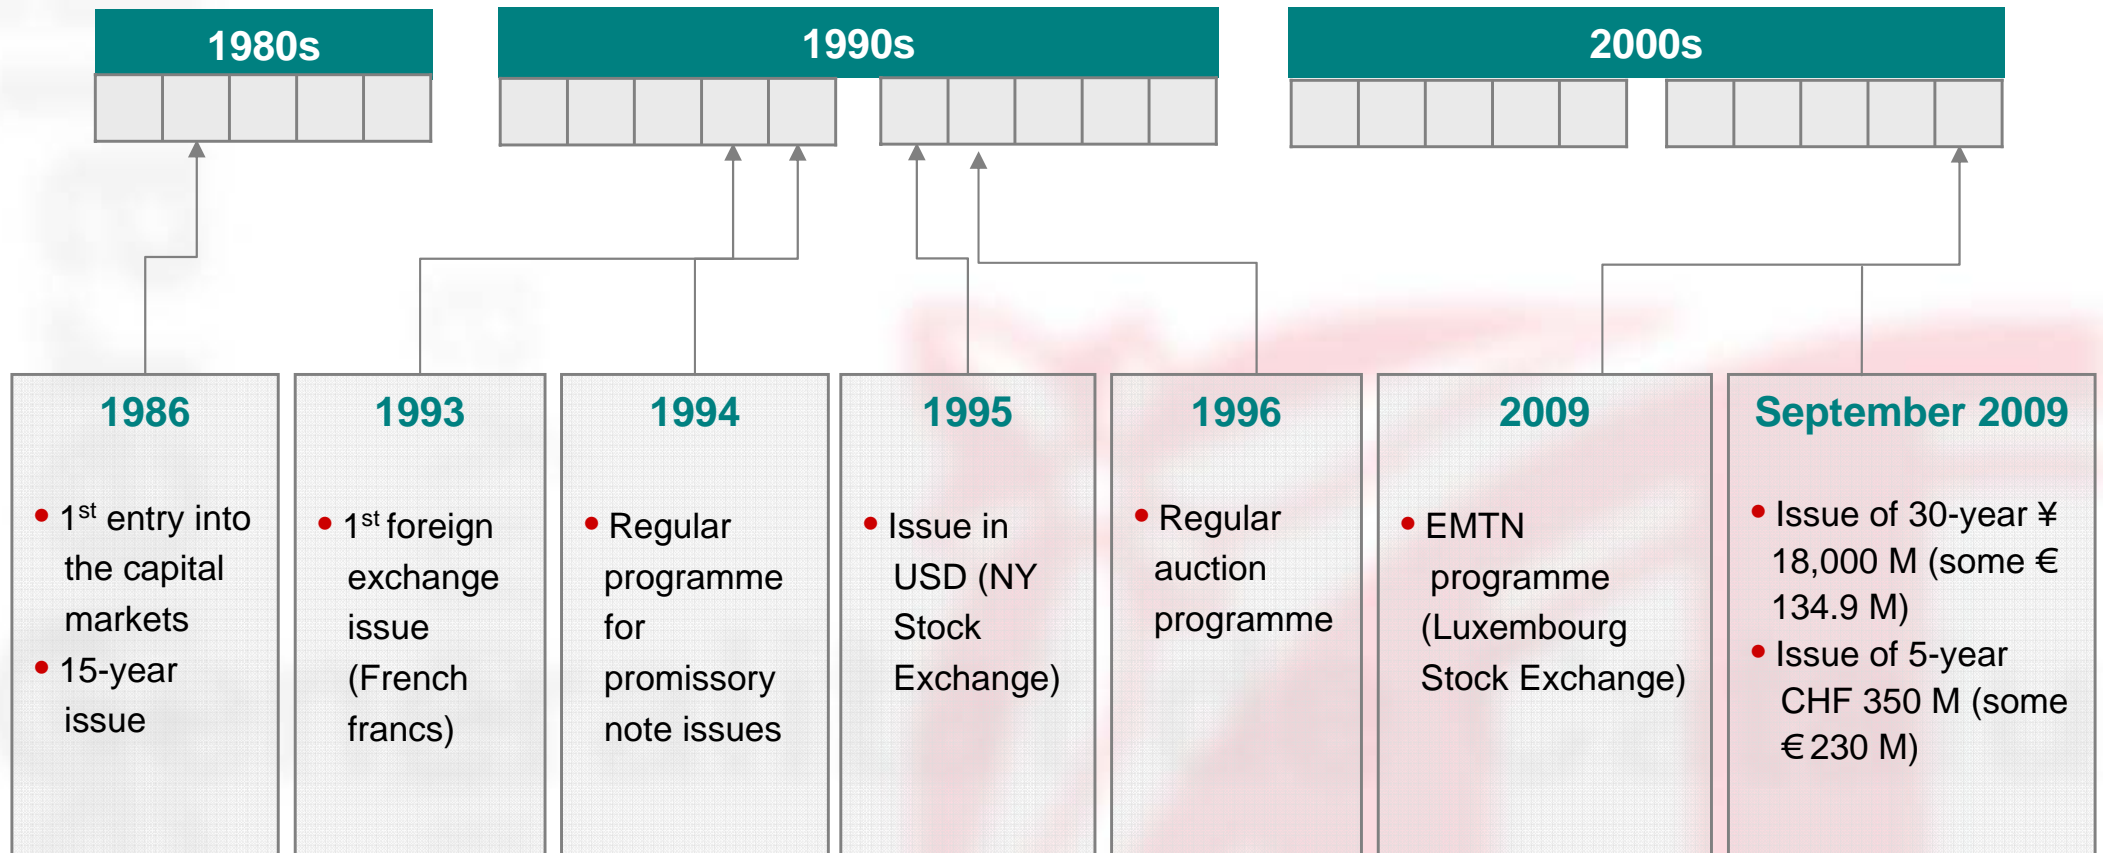 1980s
1990s
2000s
1986
• 1st entry into
the capital
markets
• 15-year
issue
1993
• 1st foreign
exchange
issue
(French
francs)
1994
• Regular
programme
for
promissory
note issues
1995
• Issue in
USD (NY
Stock
Exchange)
1996
• Regular
auction
programme
2009
• EMTN
programme
(Luxembourg
Stock Exchange)
September 2009
• Issue of 30-year ¥
18,000 M (some €
134.9 M)
• Issue of 5-year
CHF 350 M (some
€ 230 M)